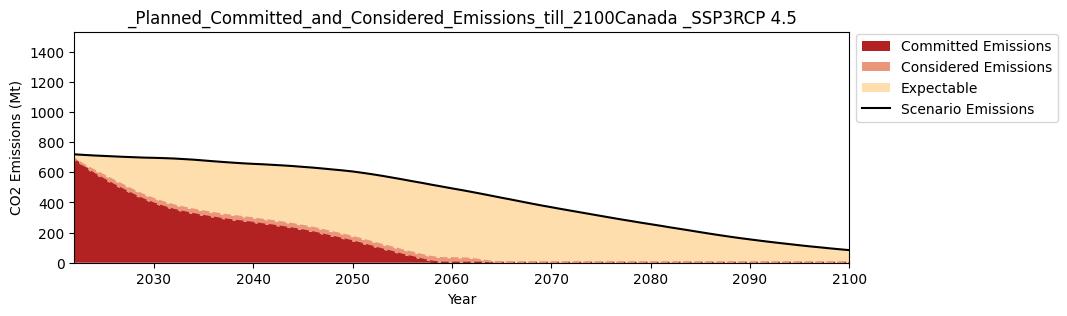 _Planned_Committed_and_Considered_Emissions_till_2100Canada _SSP3RCP 4.5
CO2 Emissions (Mt)
1400
1200
1000
800
600
400
200
0
2030 2040 2050 2060 2070 2080 2090 2100
Year
Committed Emissions
Considered Emissions
Expectable
Scenario Emissions